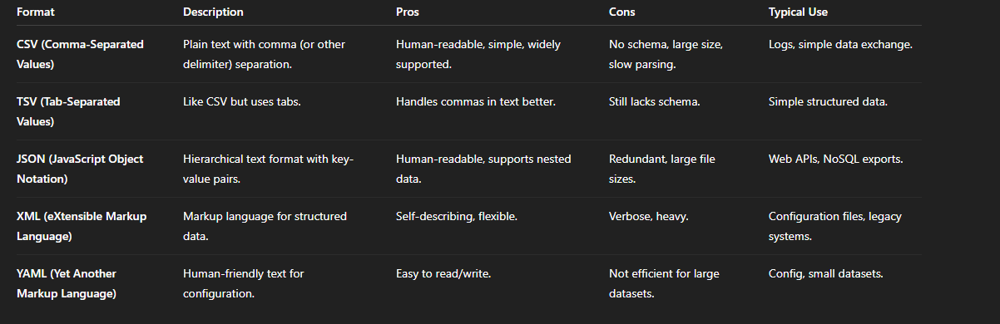 Format Description Pros Cons Typical Use
CSV (Comma-Separated Plain text with comma (or other Human-readable, simple, widely No schema, large size, Logs, simple data exchange.
Values) delimiter) separation. supported. slow parsing.
TSV (Tab-Separated Like CSV but uses tabs. Handles commas in text better. Still lacks schema. Simple structured data.
Values)
JSON (JavaScript Object Hierarchical text format with key- Human-readable, supports nested Redundant, large file Web APIs, NoSQL exports.
Notation) value pairs. data. sizes.
XML (eXtensible Markup Markup language for structured Self-describing, flexible. Verbose, heavy. Configuration files, legacy
Language) data. systems.
YAML (Yet Another Human-friendly text for Easy to read/write. Not efficient for large Config, small datasets.
Markup Language) configuration. datasets.